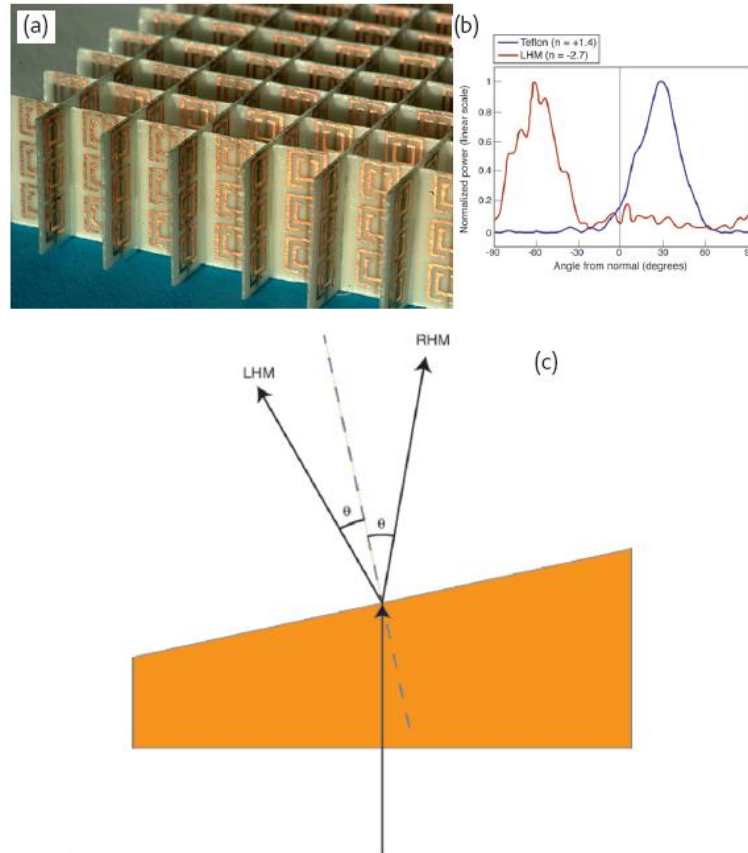 (a)
(b)
Teflon (n = +1.4)
LHM (n = -2.7)
Normalized power (linear scale)
1
0.8
0.6
0.4
0.2
0
-90
-60
-30
0
30
60
Angle from normal (degrees)
(c)
LHM
RHM
θ
θ